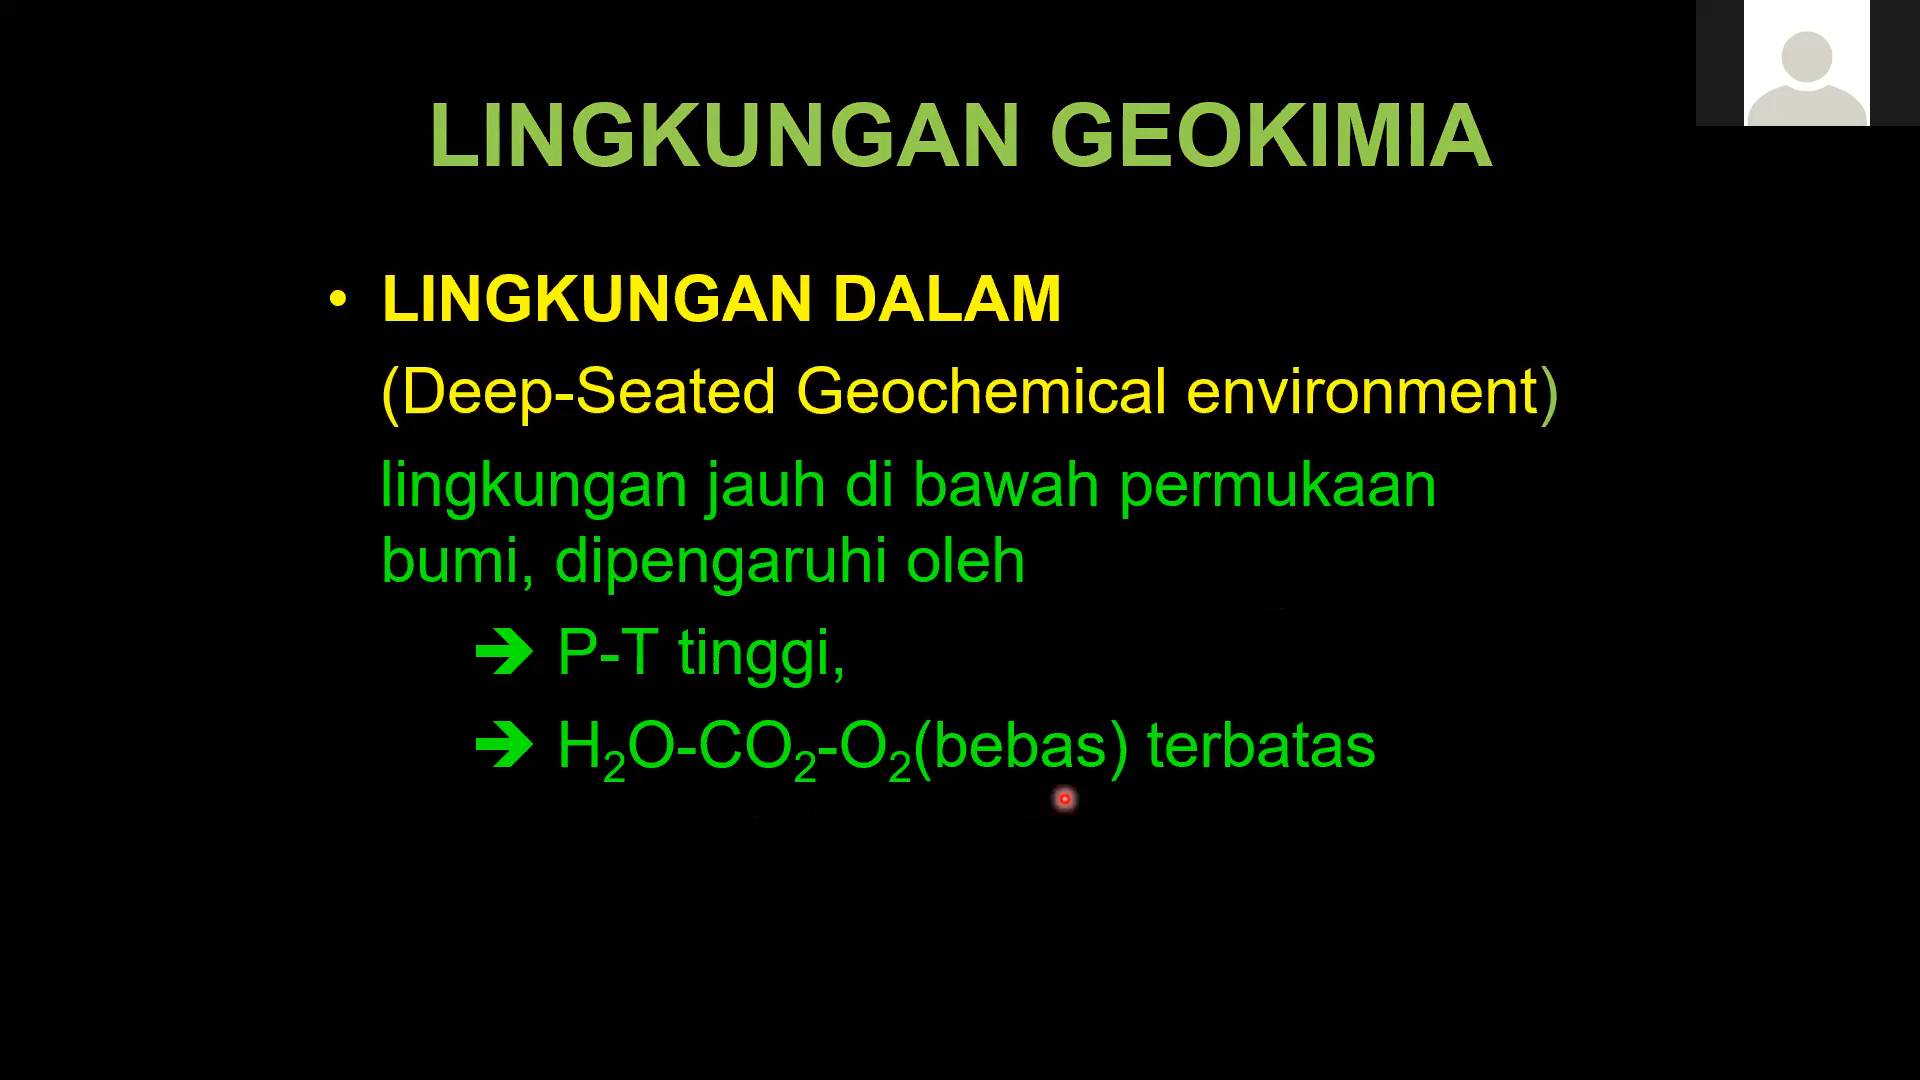 LINGKUNGAN GEOKIMIA
• LINGKUNGAN DALAM
(Deep-Seated Geochemical environment)
lingkungan jauh di bawah permukaan
bumi, dipengaruhi oleh
➔ P-T tinggi,
➔ H₂O-CO₂-O₂(bebas) terbatas